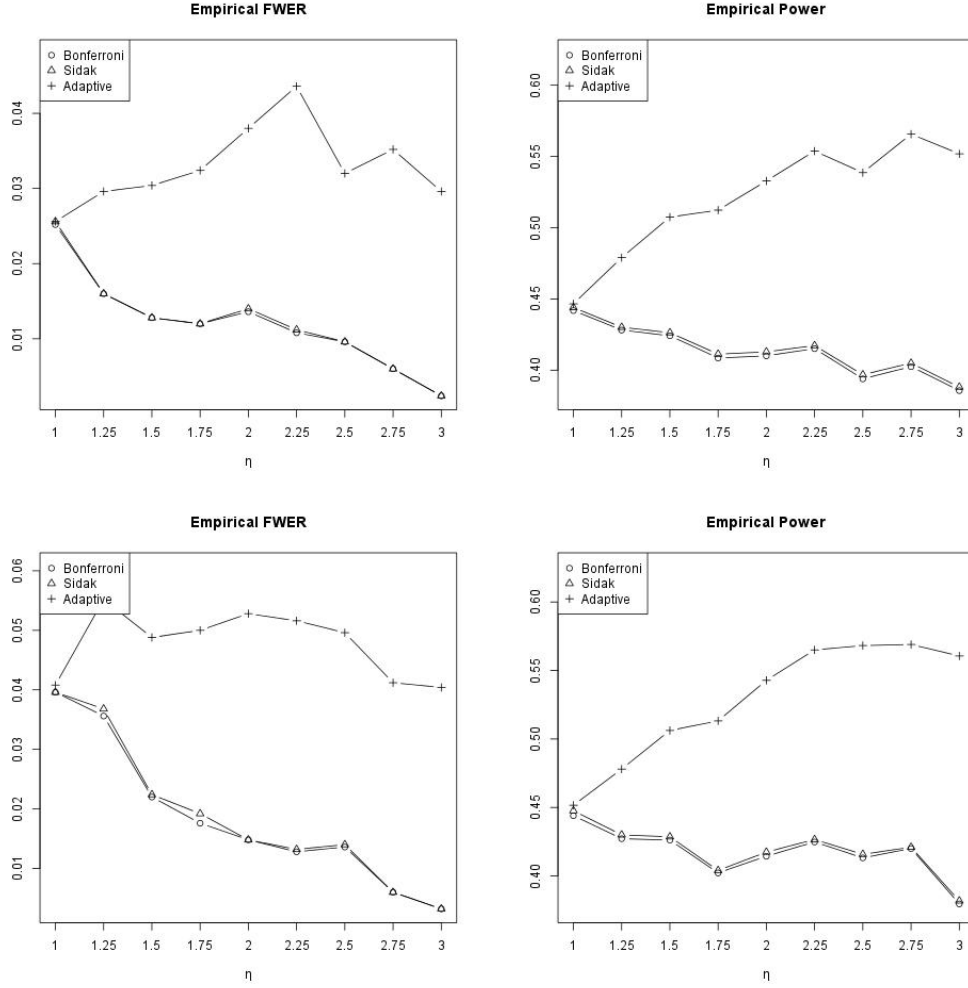 Empirical FWER
Bonferroni
Sidak
Adaptive
0.04
0.03
0.02
0.01
1 1.25 1.5 1.75 2 2.25 2.5 2.75 3
η
Empirical Power
Bonferroni
Sidak
Adaptive
0.60
0.55
0.50
0.45
0.40
1 1.25 1.5 1.75 2 2.25 2.5 2.75 3
η
Empirical FWER
Bonferroni
Sidak
Adaptive
0.06
0.05
0.04
0.03
0.02
0.01
1 1.25 1.5 1.75 2 2.25 2.5 2.75 3
η
Empirical Power
Bonferroni
Sidak
Adaptive
0.60
0.55
0.50
0.45
0.40
1 1.25 1.5 1.75 2 2.25 2.5 2.75 3
η